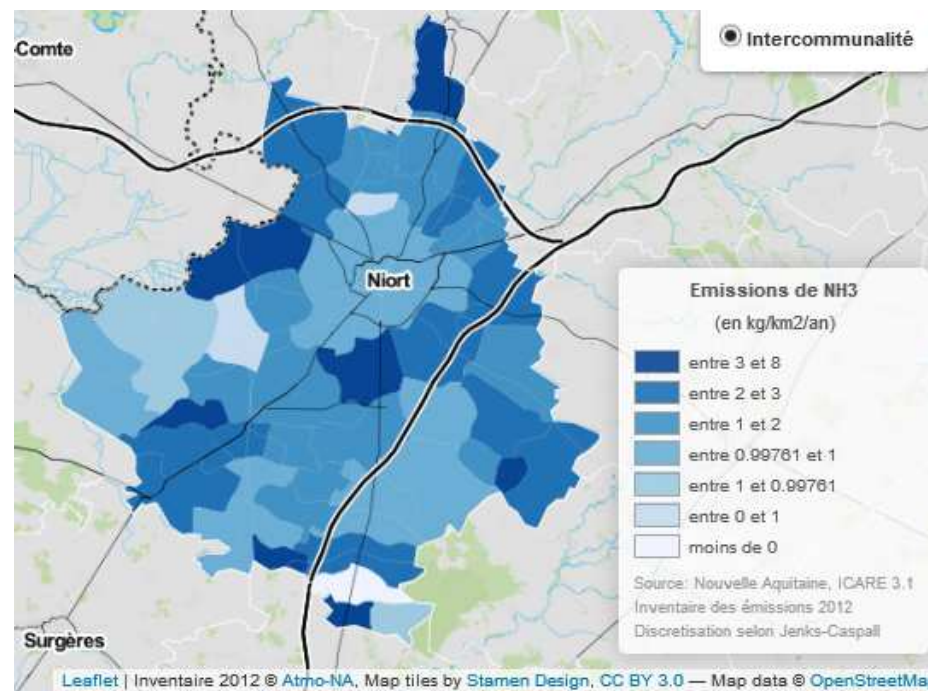 -Comte
Intercommunalité
Niort
Emissions de NH3
(en kg/km2/an)
entre 3 et 8
entre 2 et 3
entre 1 et 2
entre 0.99761 et 1
entre 1 et 0.99761
entre 0 et 1
moins de 0
Source: Nouvelle Aquitaine, ICARE 3.1
Inventaire des émissions 2012
Discretisation selon Jenks-Caspall
Surgères
Leaflet | Inventaire 2012 © Atmo-NA, Map tiles by Stamen Design, CC BY 3.0 — Map data © OpenStreetMa